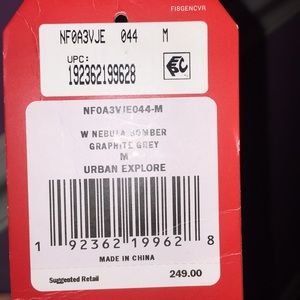 FIBGENCVR
NF0A3VJE 044 M
UPC:
192362199628
NF0A3VJE044-M
W NEBULA BOMBER
GRAPHITE GREY
M
URBAN EXPLORE
1 92362 19962 8
MADE IN CHINA
Suggested Retail 249.00